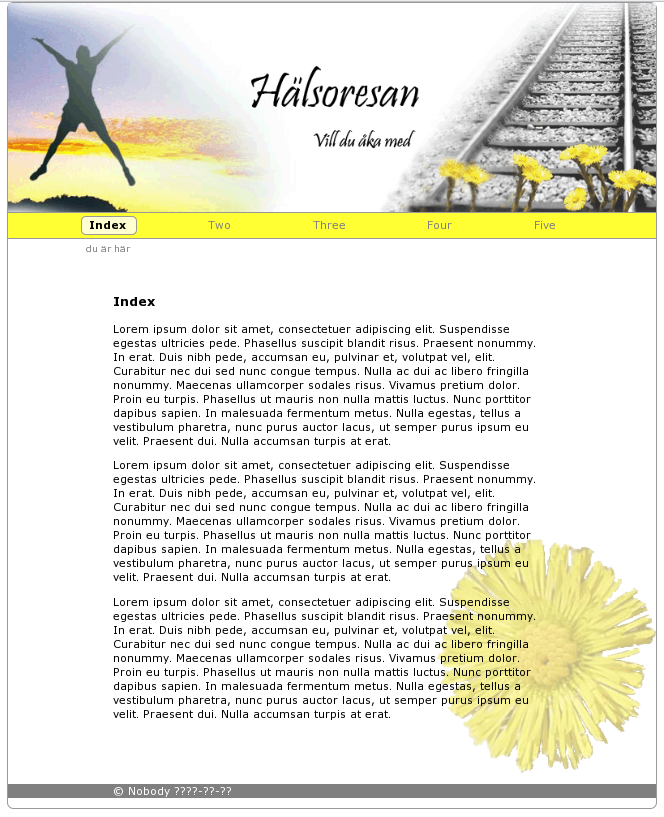 Hälsoresan
Vill du åka med
Index Two Three Four Five
du är här
Index
Lorem ipsum dolor sit amet, consectetuer adipiscing elit. Suspendisse
egestas ultricies pede. Phasellus suscipit blandit risus. Praesent nonummy.
In erat. Duis nibh pede, accumsan eu, pulvinar et, volutpat vel, elit.
Curabitur nec dui sed nunc congue tempus. Nulla ac dui ac libero fringilla
nonummy. Maecenas ullamcorper sodales risus. Vivamus pretium dolor.
Proin eu turpis. Phasellus ut mauris non nulla mattis luctus. Nunc porttitor
dapibus sapien. In malesuada fermentum metus. Nulla egestas, tellus a
vestibulum pharetra, nunc purus auctor lacus, ut semper purus ipsum eu
velit. Praesent dui. Nulla accumsan turpis at erat.
Lorem ipsum dolor sit amet, consectetuer adipiscing elit. Suspendisse
egestas ultricies pede. Phasellus suscipit blandit risus. Praesent nonummy.
In erat. Duis nibh pede, accumsan eu, pulvinar et, volutpat vel, elit.
Curabitur nec dui sed nunc congue tempus. Nulla ac dui ac libero fringilla
nonummy. Maecenas ullamcorper sodales risus. Vivamus pretium dolor.
Proin eu turpis. Phasellus ut mauris non nulla mattis luctus. Nunc porttitor
dapibus sapien. In malesuada fermentum metus. Nulla egestas, tellus a
vestibulum pharetra, nunc purus auctor lacus, ut semper purus ipsum eu
velit. Praesent dui. Nulla accumsan turpis at erat.
Lorem ipsum dolor sit amet, consectetuer adipiscing elit. Suspendisse
egestas ultricies pede. Phasellus suscipit blandit risus. Praesent nonummy.
In erat. Duis nibh pede, accumsan eu, pulvinar et, volutpat vel, elit.
Curabitur nec dui sed nunc congue tempus. Nulla ac dui ac libero fringilla
nonummy. Maecenas ullamcorper sodales risus. Vivamus pretium dolor.
Proin eu turpis. Phasellus ut mauris non nulla mattis luctus. Nunc porttitor
dapibus sapien. In malesuada fermentum metus. Nulla egestas, tellus a
vestibulum pharetra, nunc purus auctor lacus, ut semper purus ipsum eu
velit. Praesent dui. Nulla accumsan turpis at erat.
© Nobody ????-??-??